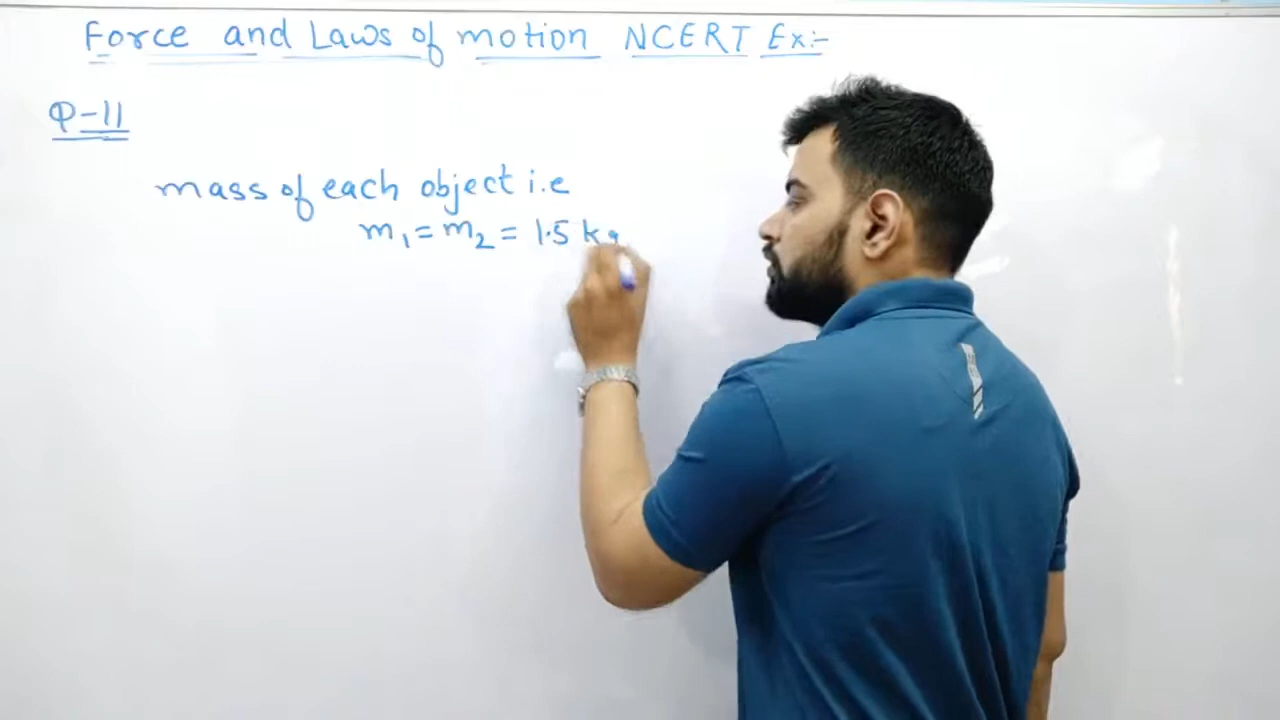 Force and Laws of motion NCERT Ex:-
Q-11
mass of each object i.e
m₁ = m₂ = 1.5 kg